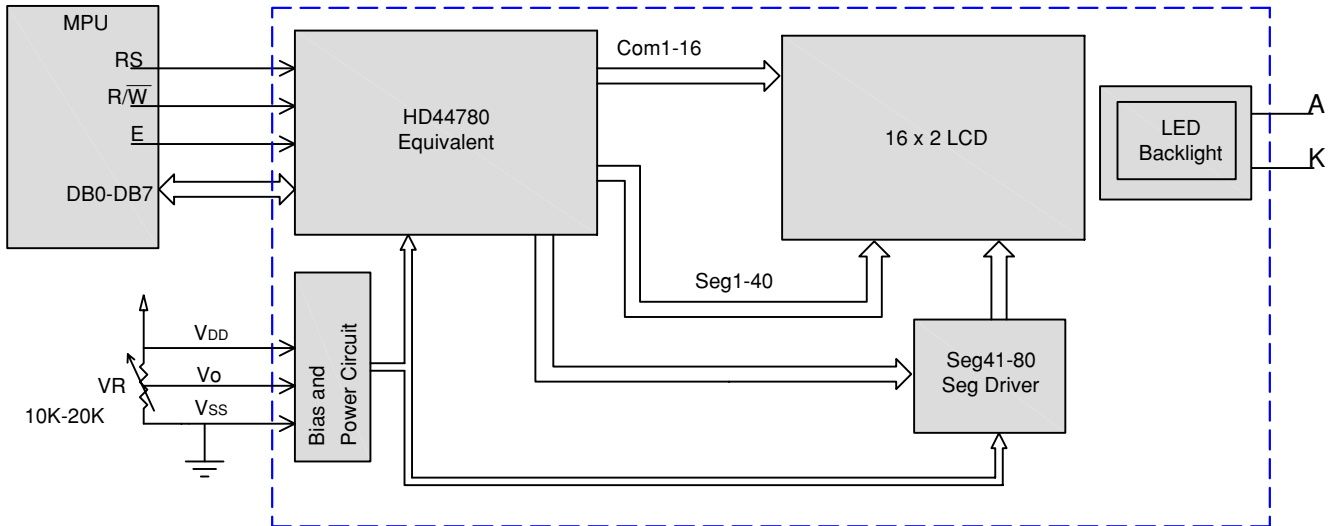 MPU
RS
R/W̅
E
DB0-DB7
HD44780
Equivalent
Com1-16
16 x 2 LCD
LED
Backlight
A
K
Seg1-40
VDD
Vo
VSS
VR
10K-20K
Bias and
Power Circuit
Seg41-80
Seg Driver